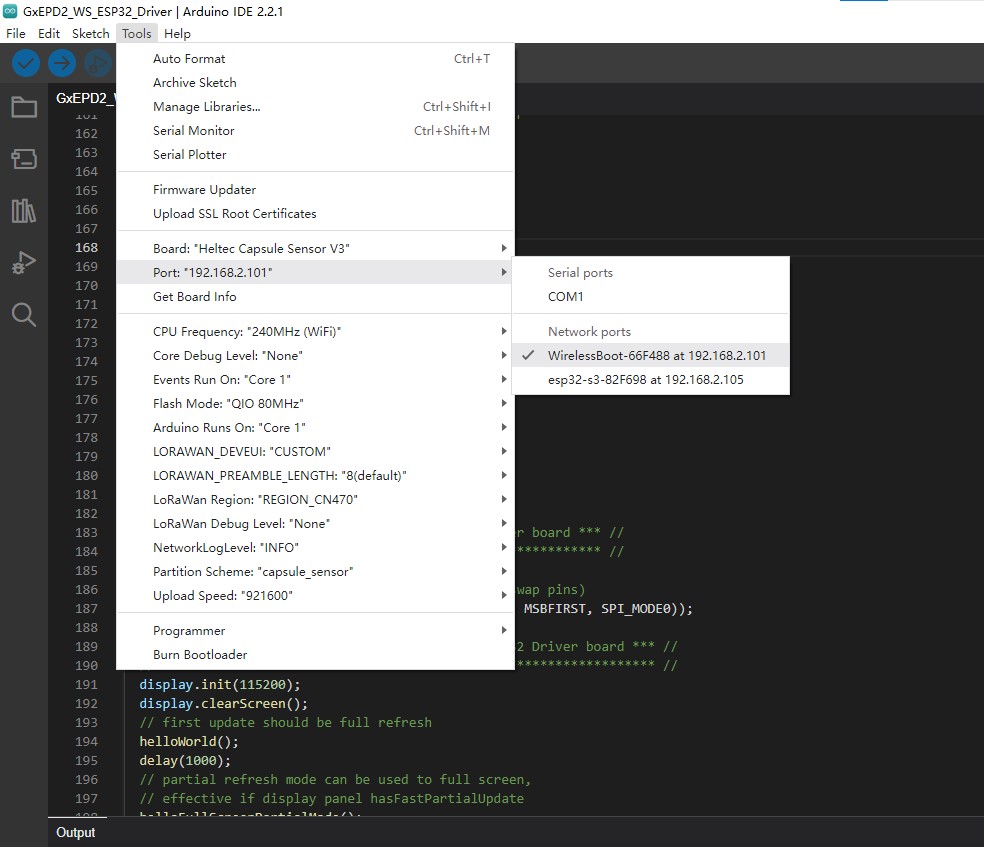 GxEPD2_WS_ESP32_Driver | Arduino IDE 2.2.1
File Edit Sketch Tools Help
GxEPD2_
Auto Format Ctrl+T
Archive Sketch
Manage Libraries... Ctrl+Shift+I
Serial Monitor Ctrl+Shift+M
Serial Plotter
Firmware Updater
Upload SSL Root Certificates
Board: "Heltec Capsule Sensor V3"
Port: "192.168.2.101"
Get Board Info
CPU Frequency: "240MHz (WiFi)"
Core Debug Level: "None"
Events Run On: "Core 1"
Flash Mode: "QIO 80MHz"
Arduino Runs On: "Core 1"
LORAWAN_DEVEUI: "CUSTOM"
LORAWAN_PREAMBLE_LENGTH: "8(default)"
LoRaWan Region: "REGION_CN470"
LoRaWan Debug Level: "None"
NetworkLogLevel: "INFO"
Partition Scheme: "capsule_sensor"
Upload Speed: "921600"
Programmer
Burn Bootloader
Serial ports
COM1
Network ports
WirelessBoot-66F488 at 192.168.2.101
esp32-s3-82F698 at 192.168.2.105
161
162
163
164
165
166
167
168
169
170
171
172
173
174
175
176
177
178
179
180
181
182
183 r board *** //
184 *********** //
185
186 wap pins)
187 MSBFIRST, SPI_MODE0));
188
189 2 Driver board *** //
190 ****************** //
191 display.init(115200);
192 display.clearScreen();
193 // first update should be full refresh
194 helloWorld();
195 delay(1000);
196 // partial refresh mode can be used to full screen,
197 // effective if display panel hasFastPartialUpdate
198 helloFullScreenPartialMode();
Output